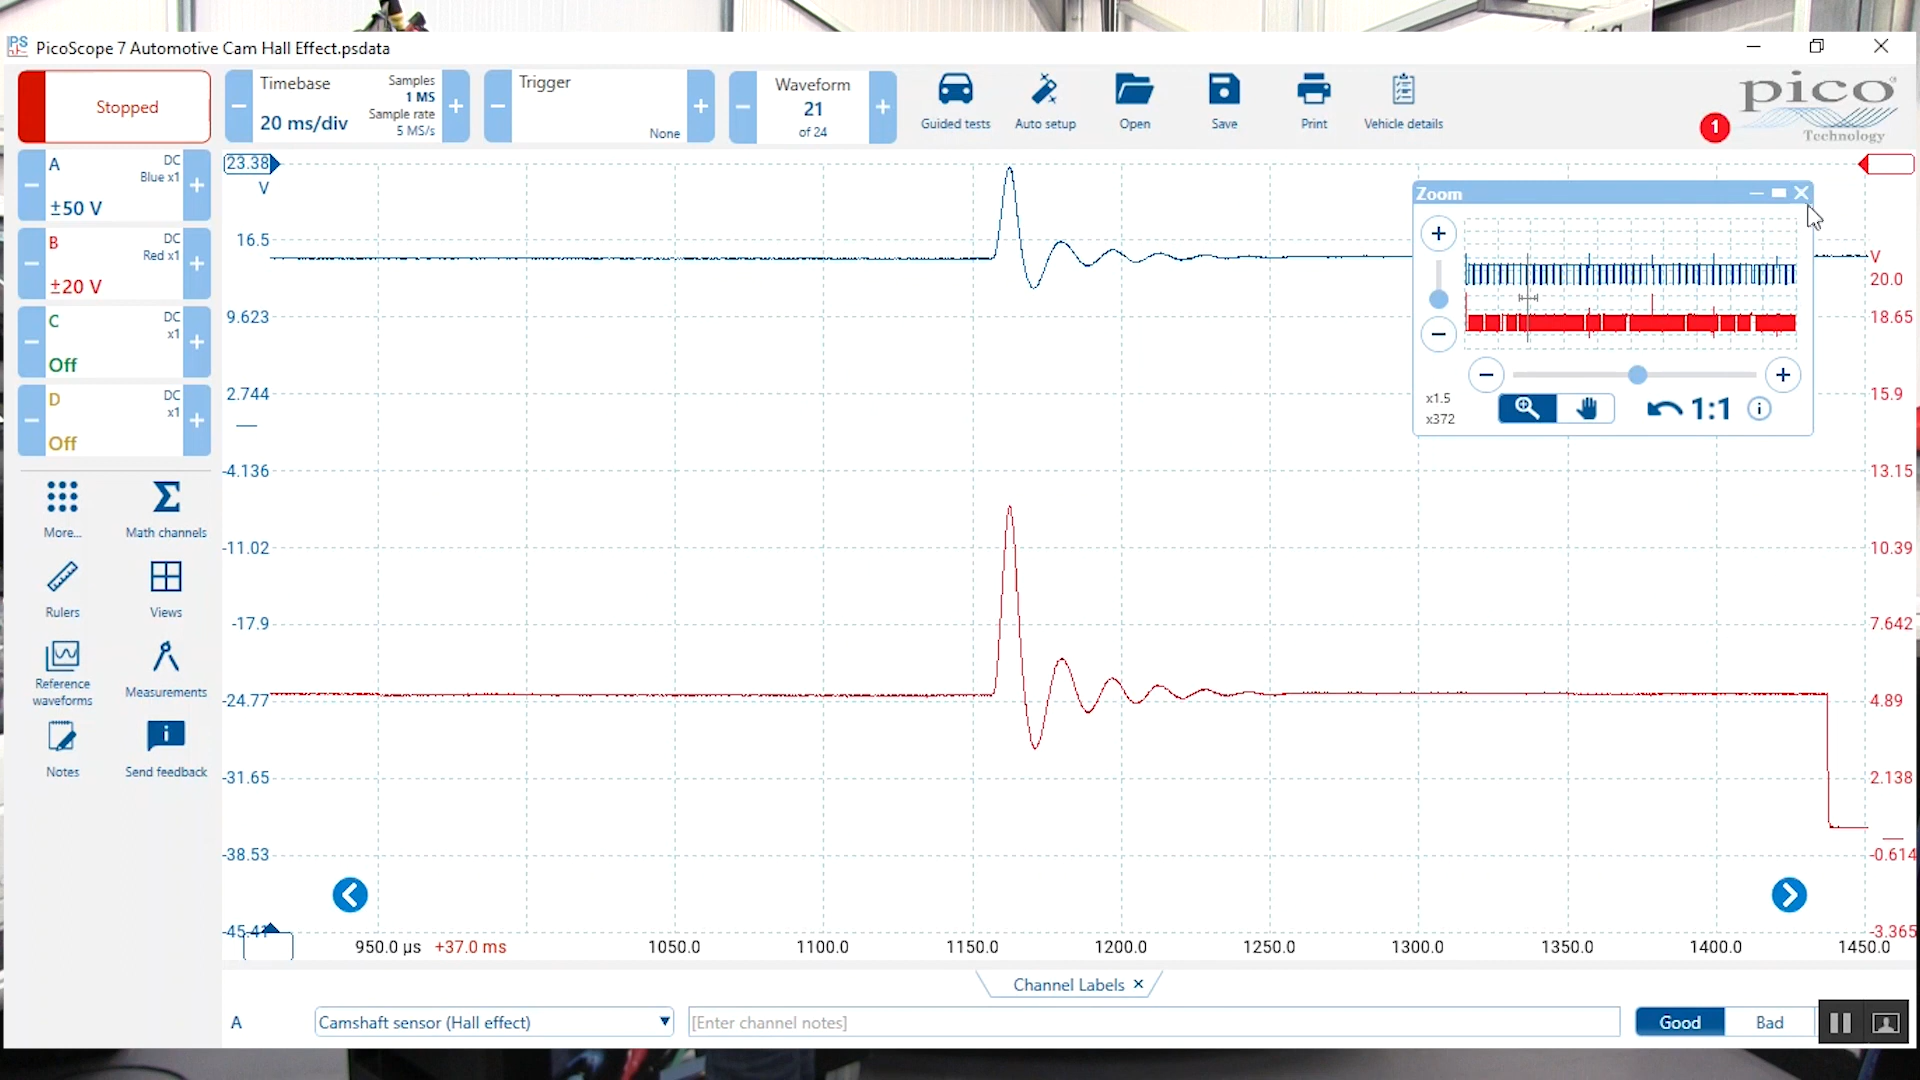 PicoScope 7 Automotive Cam Hall Effect.psdata
Stopped
Timebase
20 ms/div
Samples
1 MS
Sample rate
5 MS/s
Trigger
None
Waveform
21
of 24
Guided tests
Auto setup
Open
Save
Print
Vehicle details
1
pico
Technology
A
DC
Blue x1
±50 V
B
DC
Red x1
±20 V
C
DC
x1
Off
D
DC
x1
Off
More...
Math channels
Rulers
Views
Reference
waveforms
Measurements
Notes
Send feedback
23.38
V
16.5
9.623
2.744
-4.136
-11.02
-17.9
-24.77
-31.65
-38.53
-45.41
Zoom
x1.5
x372
1:1
V
20.0
18.65
15.9
13.15
10.39
7.642
4.89
2.138
-0.614
-3.365
950.0 µs +37.0 ms 1050.0 1100.0 1150.0 1200.0 1250.0 1300.0 1350.0 1400.0 1450.0
Channel Labels
A
Camshaft sensor (Hall effect)
[Enter channel notes]
Good
Bad